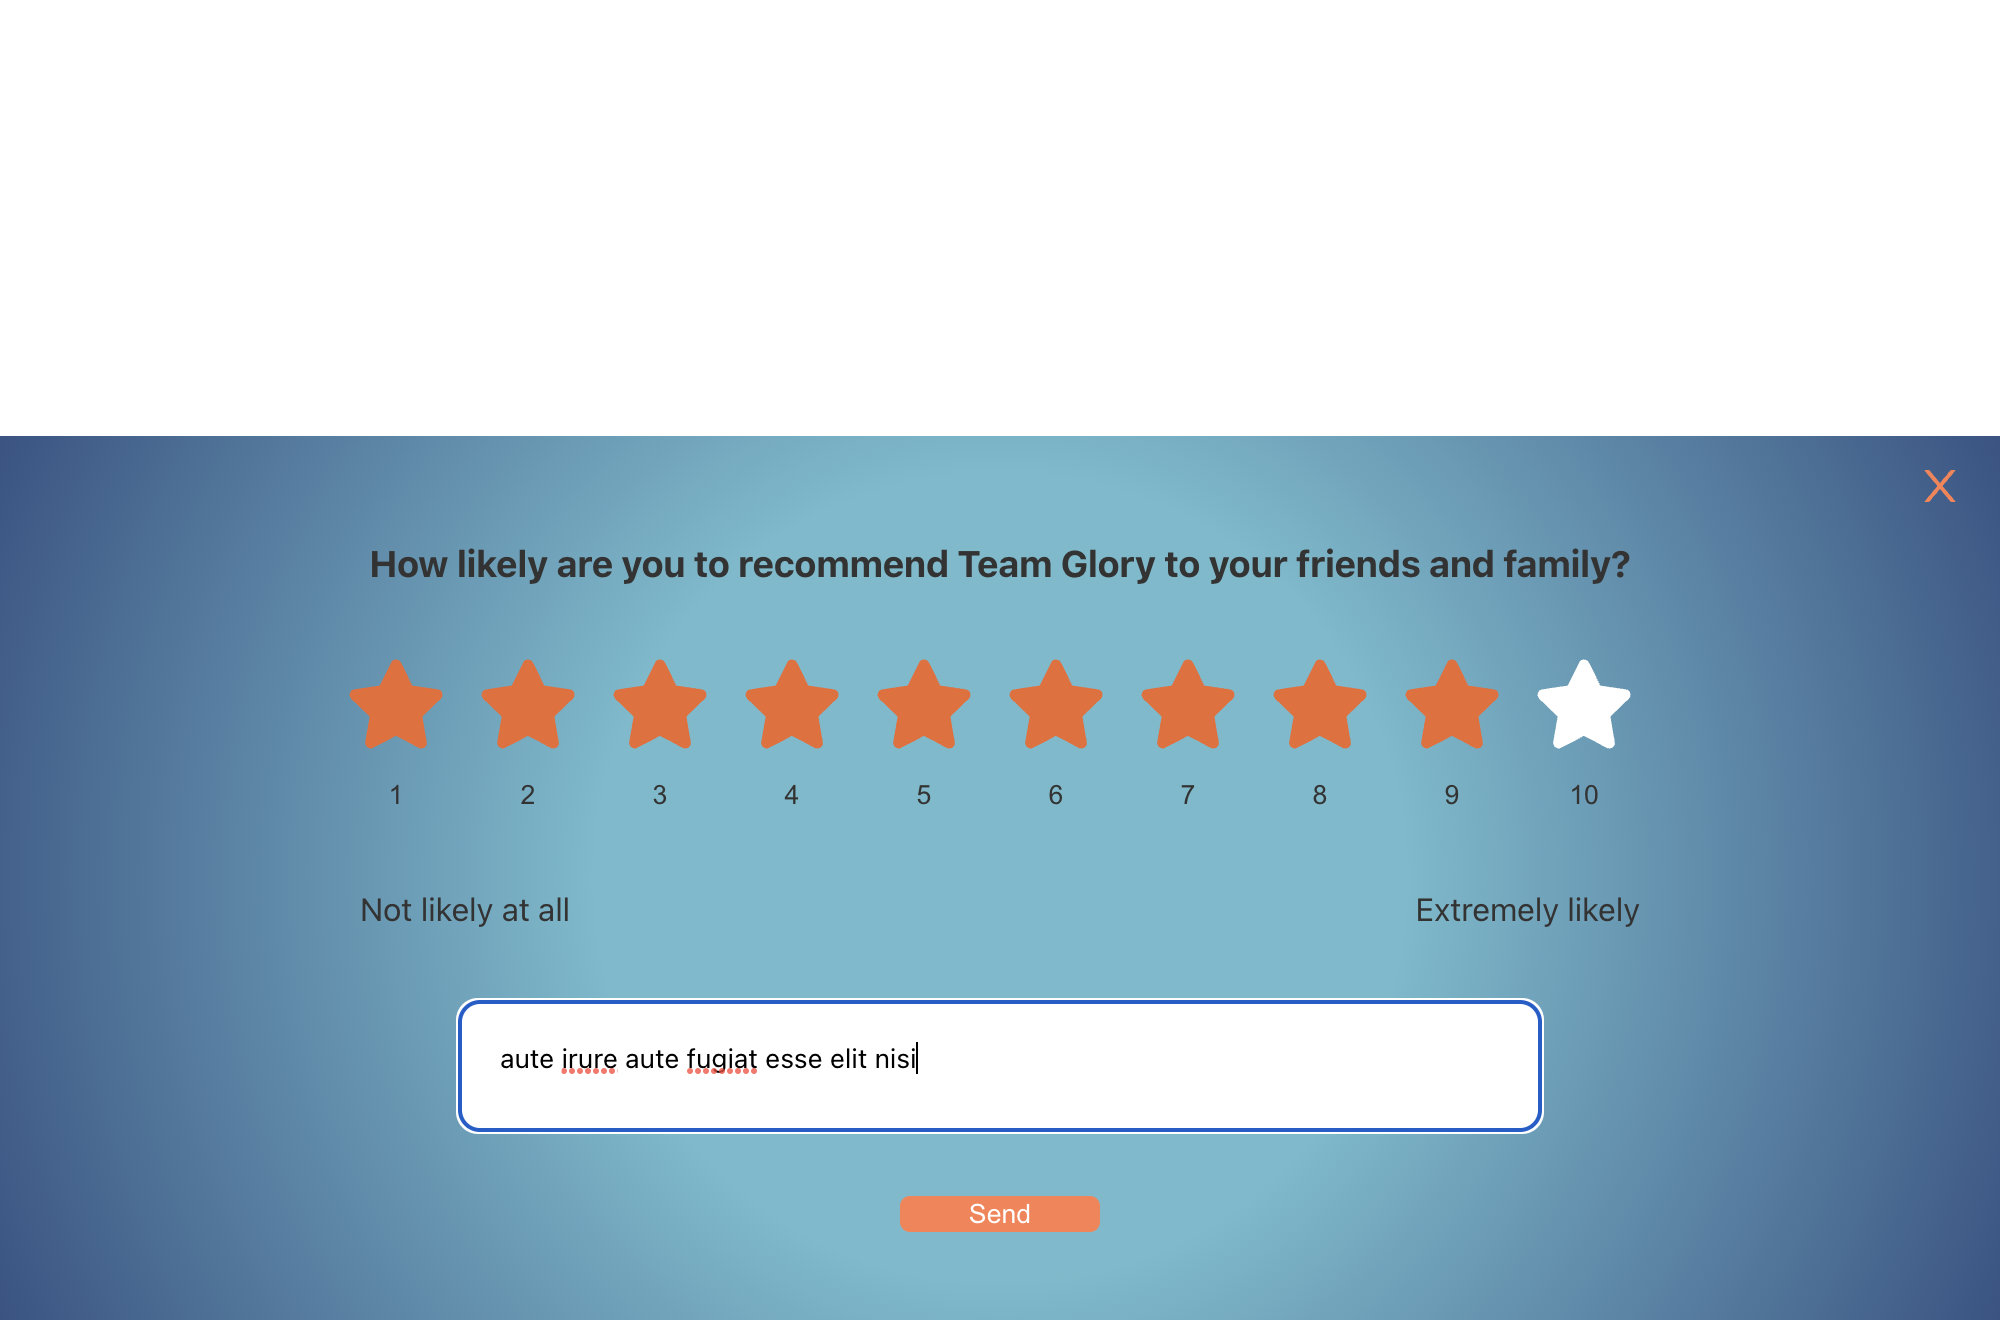 X
How likely are you to recommend Team Glory to your friends and family?
1 2 3 4 5 6 7 8 9 10
Not likely at all Extremely likely
aute irure aute fugiat esse elit nisi
Send